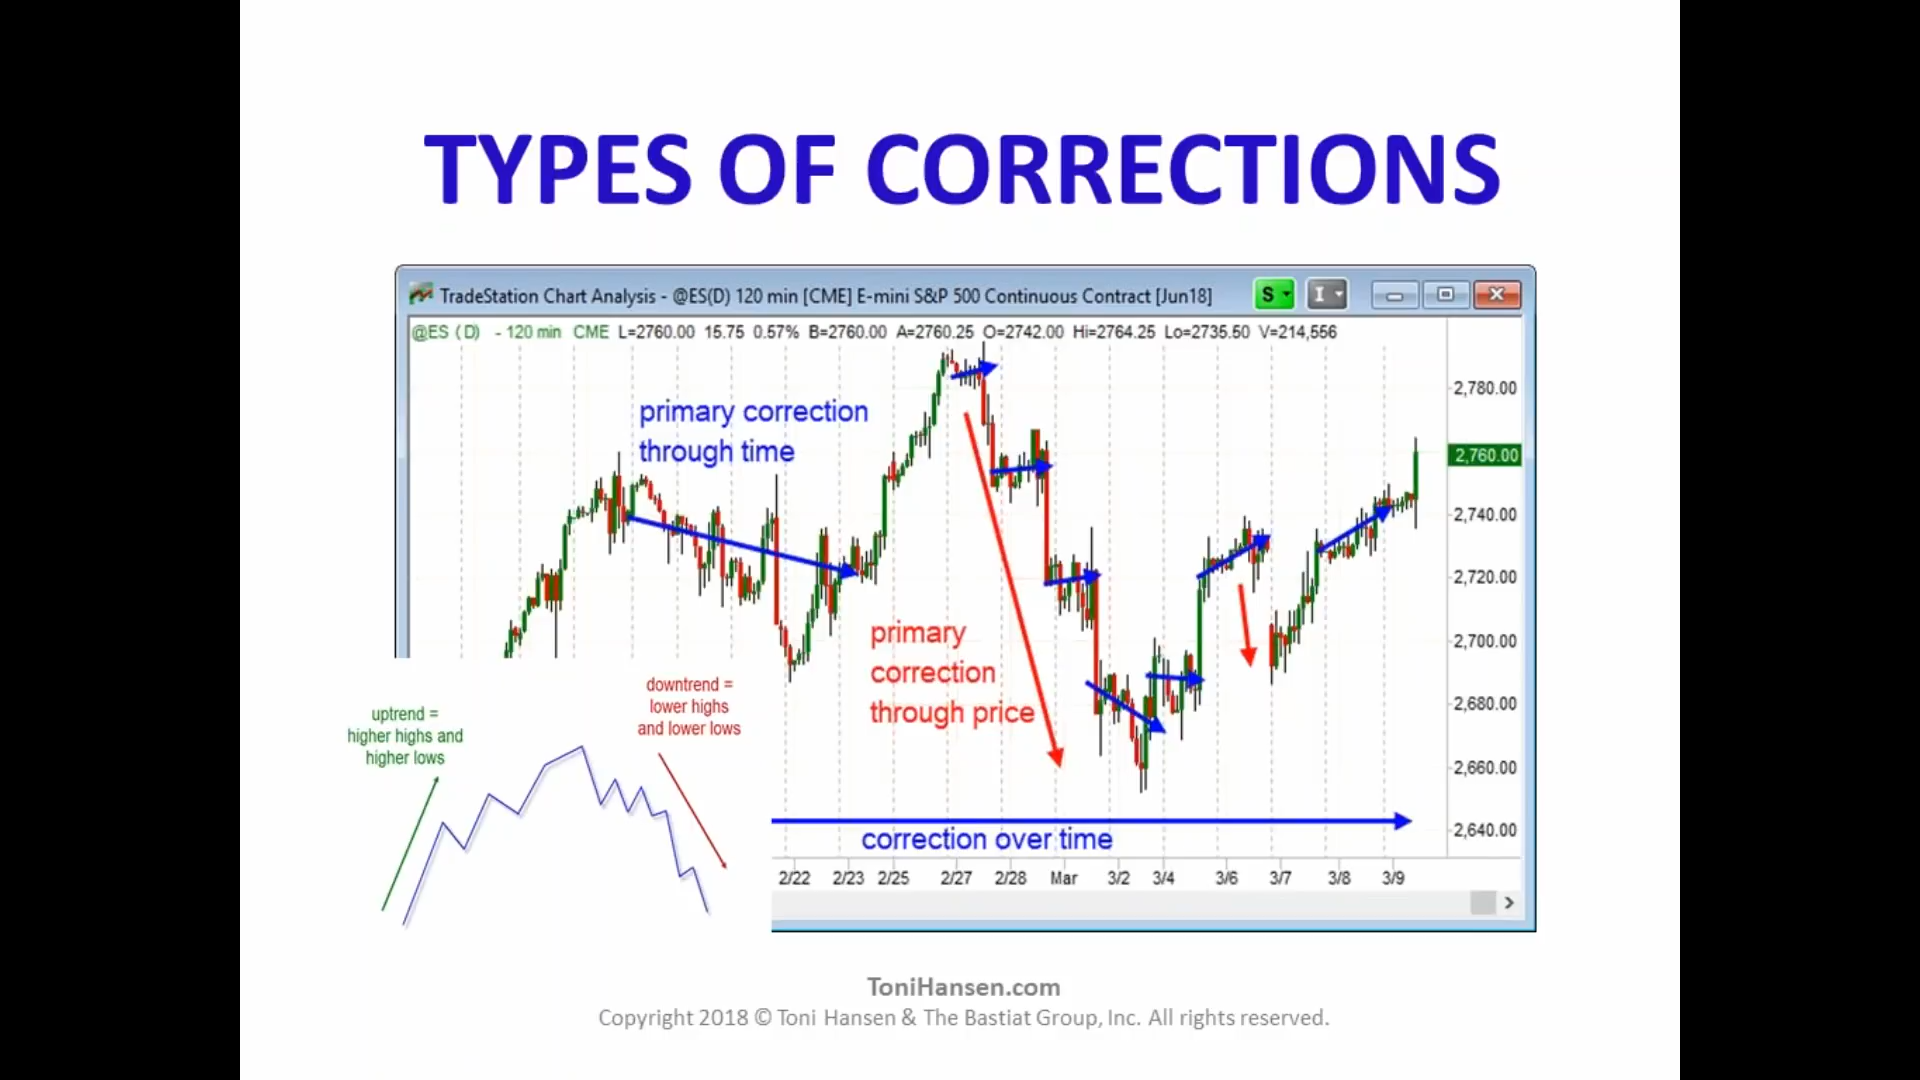 TYPES OF CORRECTIONS
TradeStation Chart Analysis - @ES(D) 120 min [CME] E-mini S&P 500 Continuous Contract [Jun18]
S
I
@ES (D) - 120 min CME L=2760.00 15.75 0.57% B=2760.00 A=2760.25 O=2742.00 Hi=2764.25 Lo=2735.50 V=214,556
primary correction
through time
primary
correction
through price
2,780.00
2,760.00
2,740.00
2,720.00
2,700.00
2,680.00
2,660.00
2,640.00
uptrend =
higher highs and
higher lows
downtrend =
lower highs
and lower lows
correction over time
2/22 2/23 2/25 2/27 2/28 Mar 3/2 3/4 3/6 3/7 3/8 3/9
ToniHansen.com
Copyright 2018 © Toni Hansen & The Bastiat Group, Inc. All rights reserved.